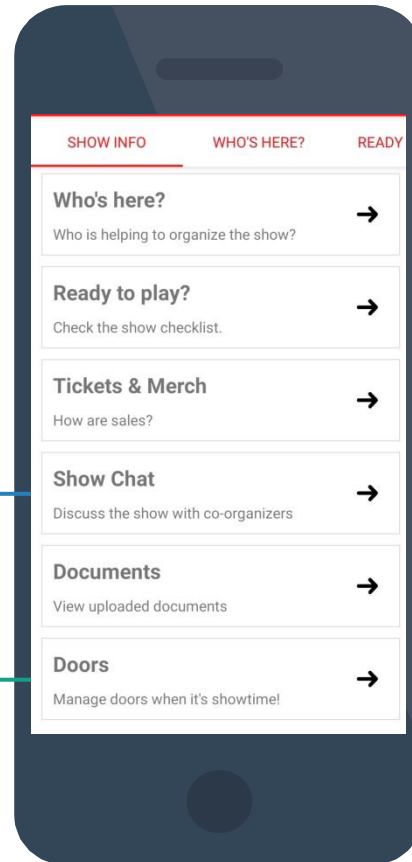 SHOW INFO WHO'S HERE? READY
Who's here?
Who is helping to organize the show?
Ready to play?
Check the show checklist.
Tickets & Merch
How are sales?
Show Chat
Discuss the show with co-organizers
Documents
View uploaded documents
Doors
Manage doors when it's showtime!